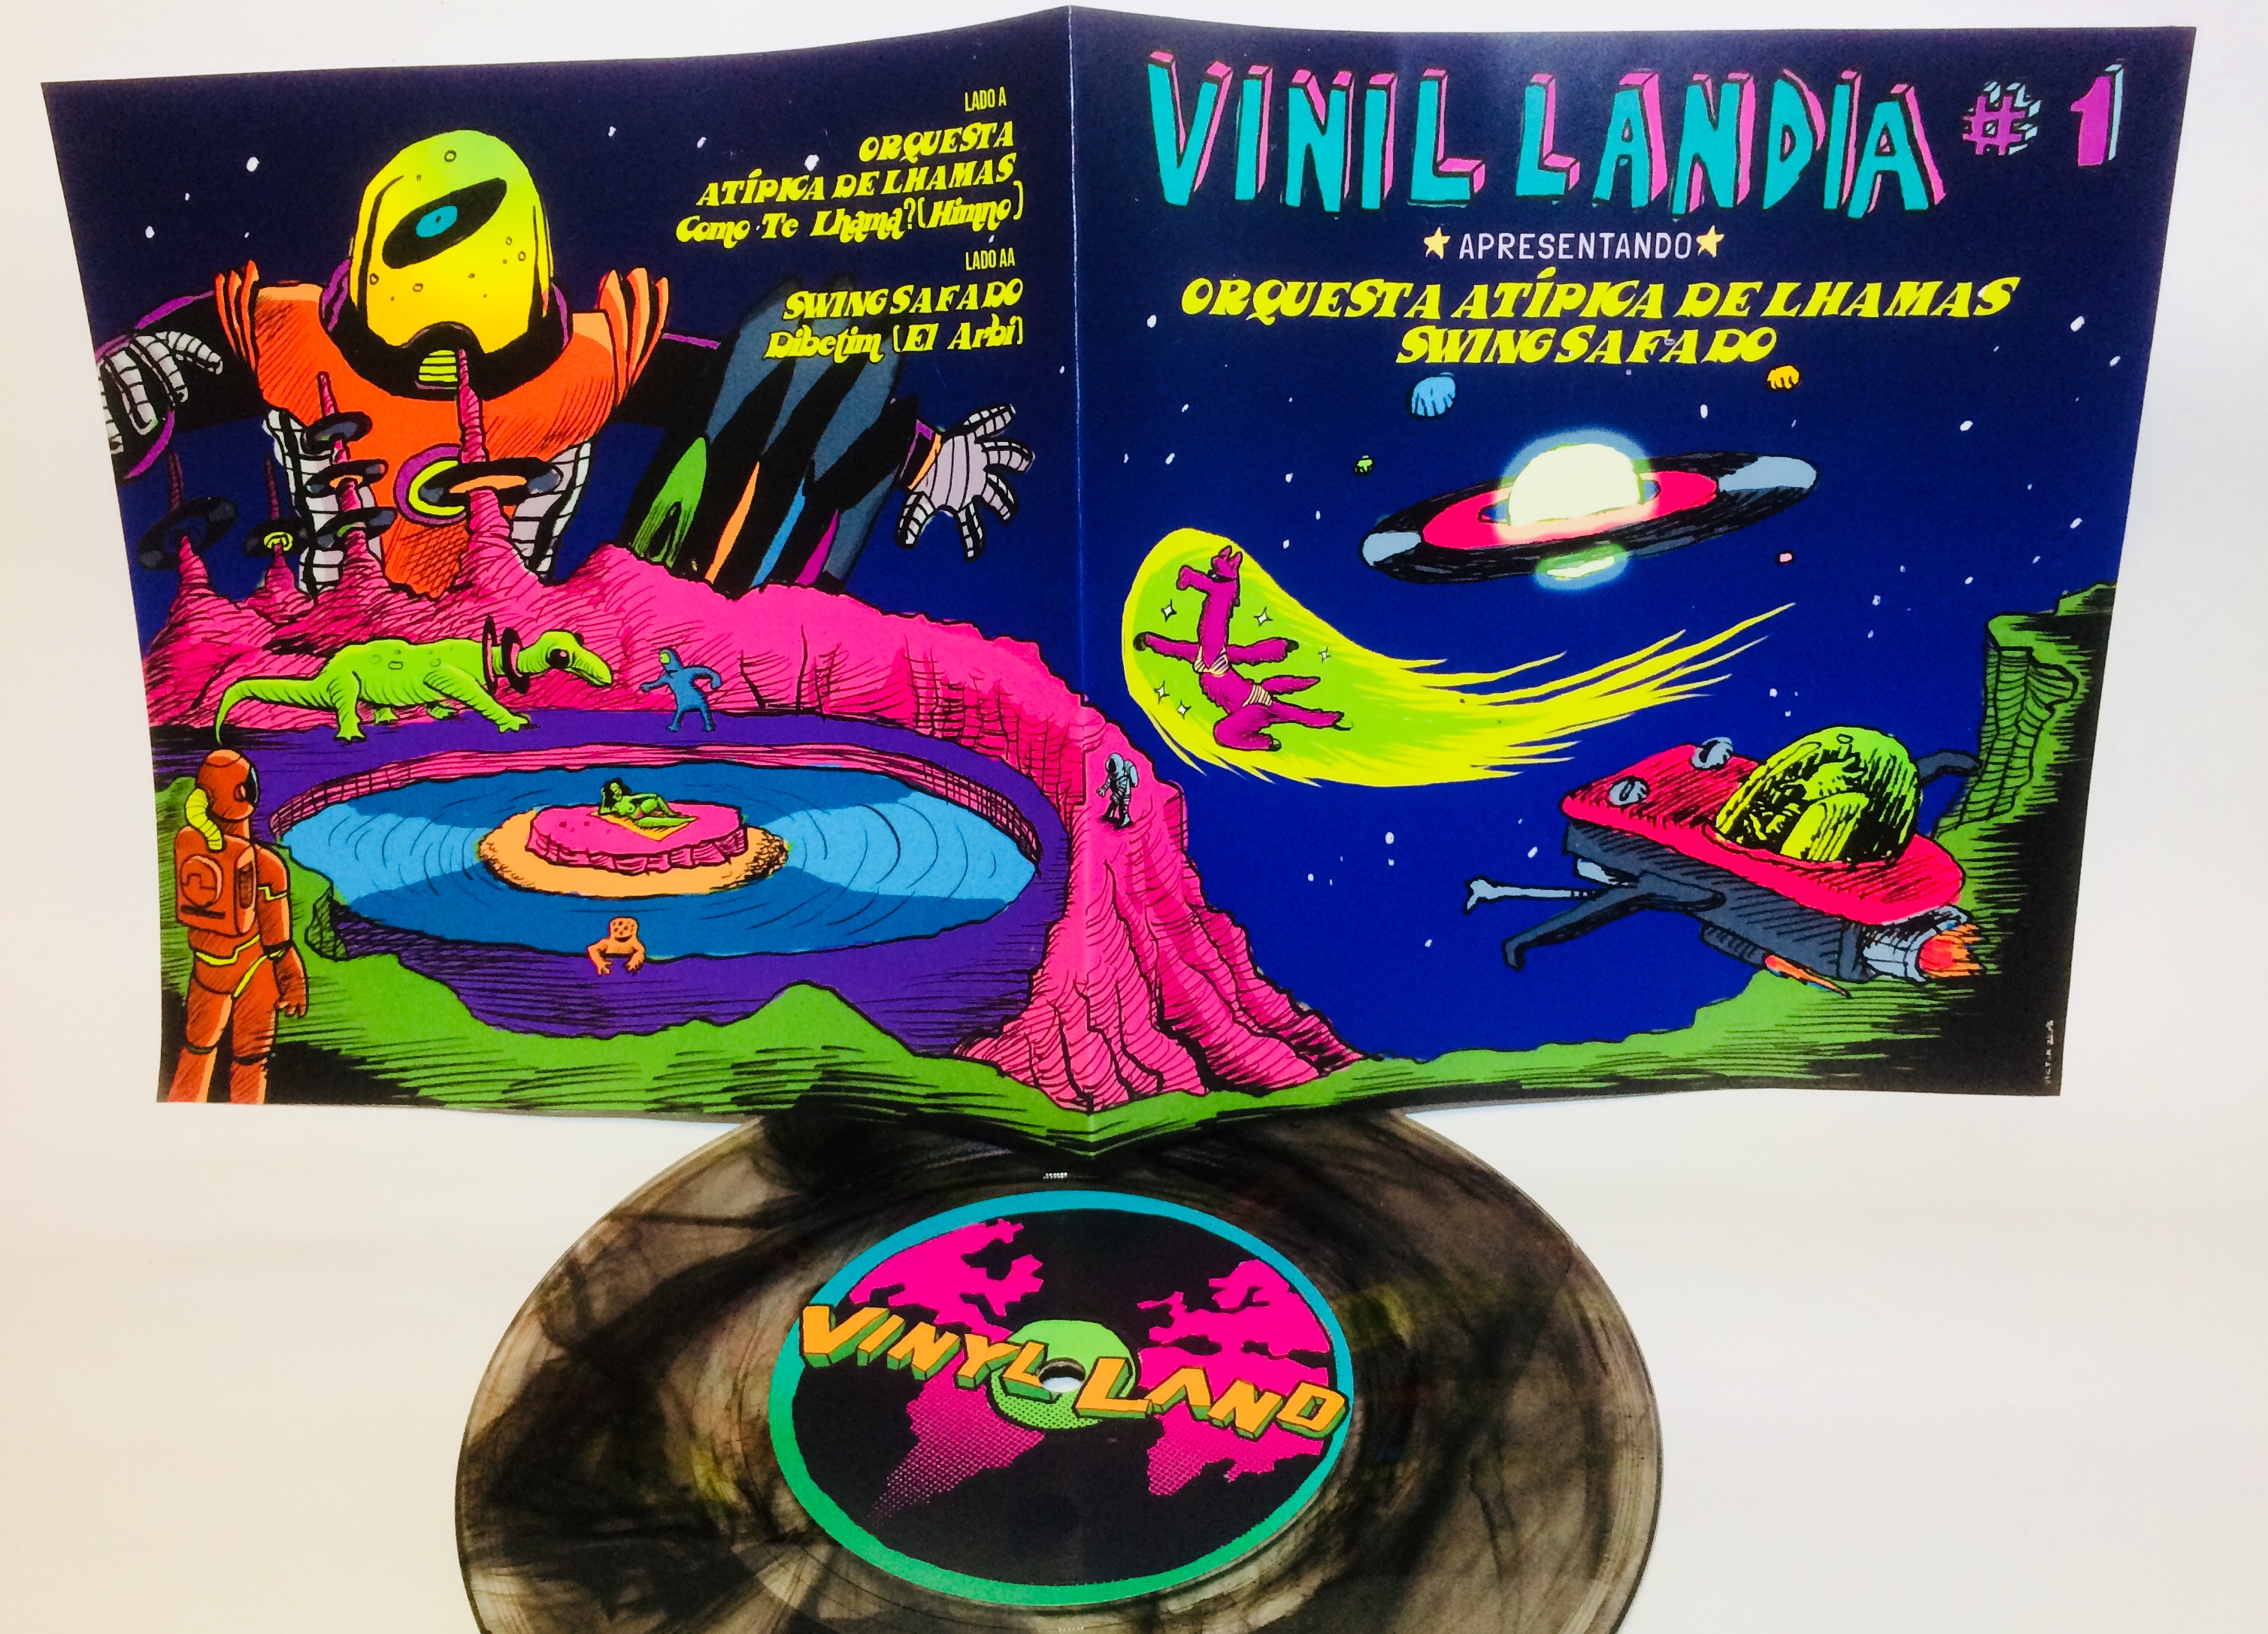 LADO A
ORQUESTA
ATÍPICA DE LHAMAS
Como Te Lhama? (Himno)
LADO AA
SWING SAFADO
Dibetim (El Arbi)
VINIL LANDIA #1
APRESENTANDO
ORQUESTA ATÍPICA DE LHAMAS
SWING SAFADO
VINYL LAND